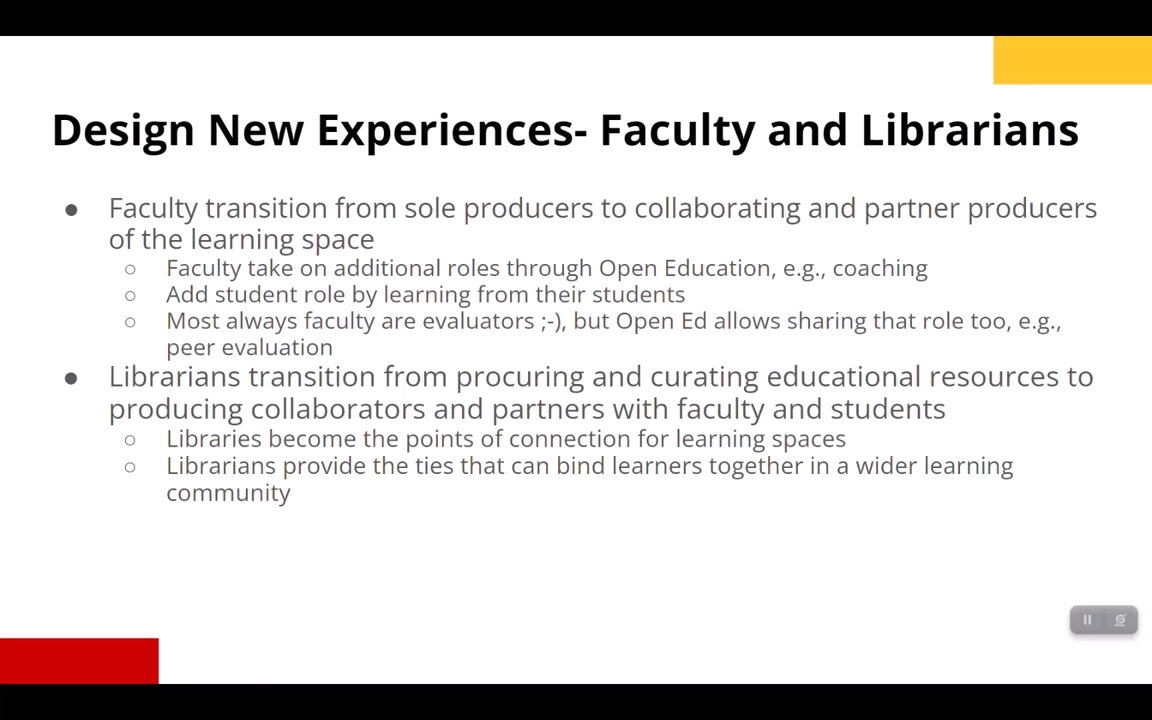 Design New Experiences- Faculty and Librarians
● Faculty transition from sole producers to collaborating and partner producers
of the learning space
○ Faculty take on additional roles through Open Education, e.g., coaching
○ Add student role by learning from their students
○ Most always faculty are evaluators ;-), but Open Ed allows sharing that role too, e.g.,
peer evaluation
● Librarians transition from procuring and curating educational resources to
producing collaborators and partners with faculty and students
○ Libraries become the points of connection for learning spaces
○ Librarians provide the ties that can bind learners together in a wider learning
community